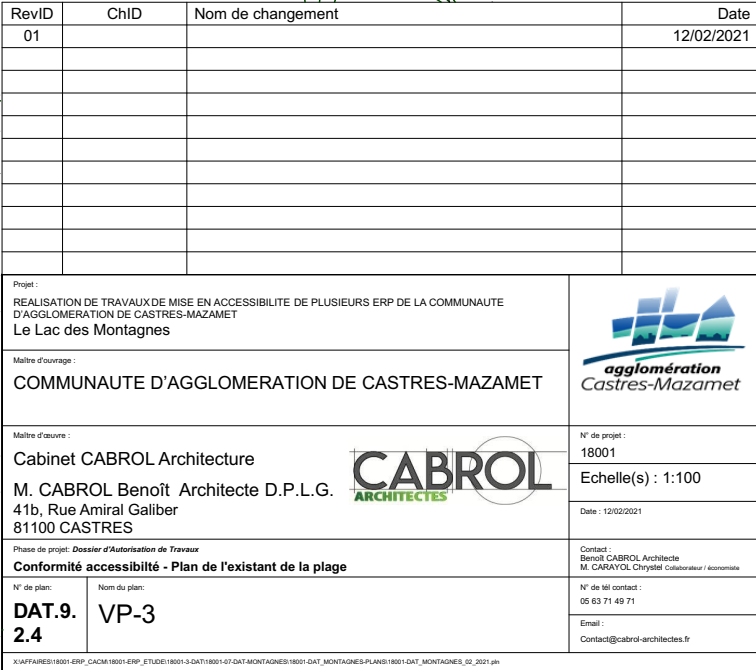 RevID ChID Nom de changement Date
01 12/02/2021
Projet :
REALISATION DE TRAVAUX DE MISE EN ACCESSIBILITE DE PLUSIEURS ERP DE LA COMMUNAUTE
D'AGGLOMERATION DE CASTRES-MAZAMET
Le Lac des Montagnes
agglomération
Castres-Mazamet
Maître d'ouvrage :
COMMUNAUTE D'AGGLOMERATION DE CASTRES-MAZAMET
Maître d'œuvre :
Cabinet CABROL Architecture
M. CABROL Benoît Architecte D.P.L.G.
41b, Rue Amiral Galiber
81100 CASTRES
CABROL
ARCHITECTES
N° de projet :
18001
Echelle(s) : 1:100
Date : 12/02/2021
Phase de projet: Dossier d'Autorisation de Travaux
Conformité accessibilté - Plan de l'existant de la plage
Contact :
Benoît CABROL Architecte
M. CARAYOL Chrystel Collaborateur / économiste
N° de plan:
DAT.9.
2.4
Nom du plan:
VP-3
N° de tél contact :
05 63 71 49 71
Email :
Contact@cabrol-architectes.fr
X:\AFFAIRES\18001-ERP_CACM\18001-ERP_ETUDE\18001-3-DAT\18001-07-DAT-MONTAGNES\18001-DAT_MONTAGNES-PLANS\18001-DAT_MONTAGNES_02_2021.pln